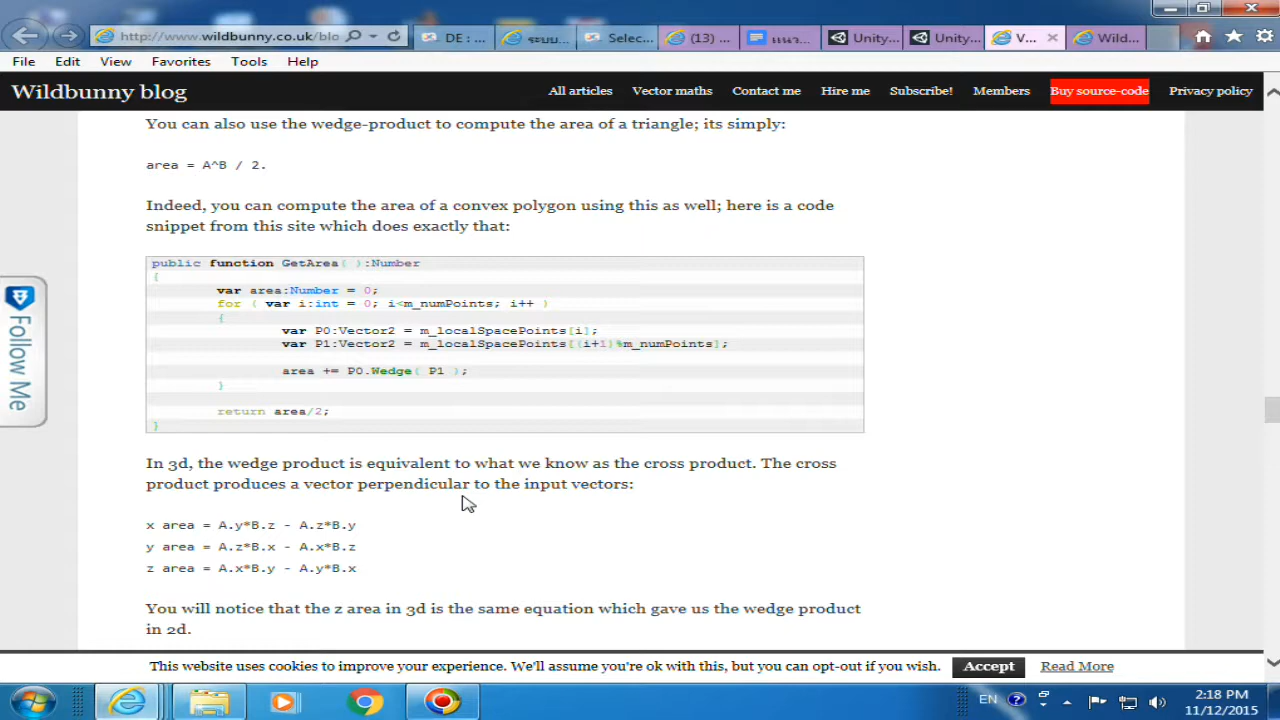 http://www.wildbunny.co.uk/blo
DE : ...
ระบบ...
Selec...
(13) ...
แนว...
Unity...
Unity...
V...
Wild...
File Edit View Favorites Tools Help
Wildbunny blog
All articles Vector maths Contact me Hire me Subscribe! Members Buy source-code Privacy policy
You can also use the wedge-product to compute the area of a triangle; its simply:
area = A^B / 2.
Indeed, you can compute the area of a convex polygon using this as well; here is a code
snippet from this site which does exactly that:
public function GetArea( ):Number
{
var area:Number = 0;
for ( var i:int = 0; i<m_numPoints; i++ )
{
var P0:Vector2 = m_localSpacePoints[i];
var P1:Vector2 = m_localSpacePoints[(i+1)%m_numPoints];
area += P0.Wedge( P1 );
}
return area/2;
}
In 3d, the wedge product is equivalent to what we know as the cross product. The cross
product produces a vector perpendicular to the input vectors:
x area = A.y*B.z - A.z*B.y
y area = A.z*B.x - A.x*B.z
z area = A.x*B.y - A.y*B.x
You will notice that the z area in 3d is the same equation which gave us the wedge product
in 2d.
Follow Me
This website uses cookies to improve your experience. We'll assume you're ok with this, but you can opt-out if you wish. Accept Read More
EN
2:18 PM
11/12/2015